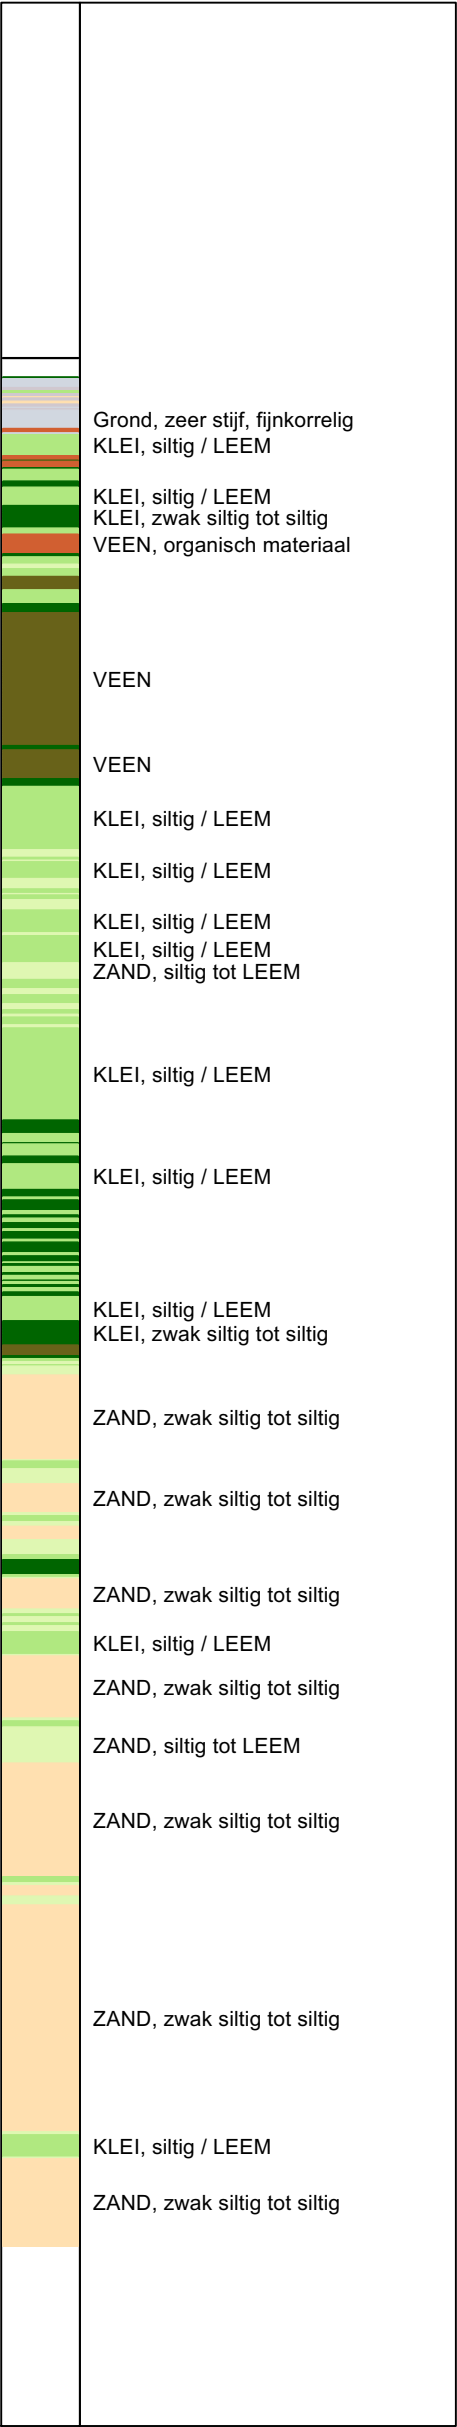 Grond, zeer stijf, fijnkorrelig
KLEI, siltig / LEEM
KLEI, siltig / LEEM
KLEI, zwak siltig tot siltig
VEEN, organisch materiaal
VEEN
VEEN
KLEI, siltig / LEEM
KLEI, siltig / LEEM
KLEI, siltig / LEEM
KLEI, siltig / LEEM
ZAND, siltig tot LEEM
KLEI, siltig / LEEM
KLEI, siltig / LEEM
KLEI, siltig / LEEM
KLEI, zwak siltig tot siltig
ZAND, zwak siltig tot siltig
ZAND, zwak siltig tot siltig
ZAND, zwak siltig tot siltig
KLEI, siltig / LEEM
ZAND, zwak siltig tot siltig
ZAND, siltig tot LEEM
ZAND, zwak siltig tot siltig
ZAND, zwak siltig tot siltig
KLEI, siltig / LEEM
ZAND, zwak siltig tot siltig